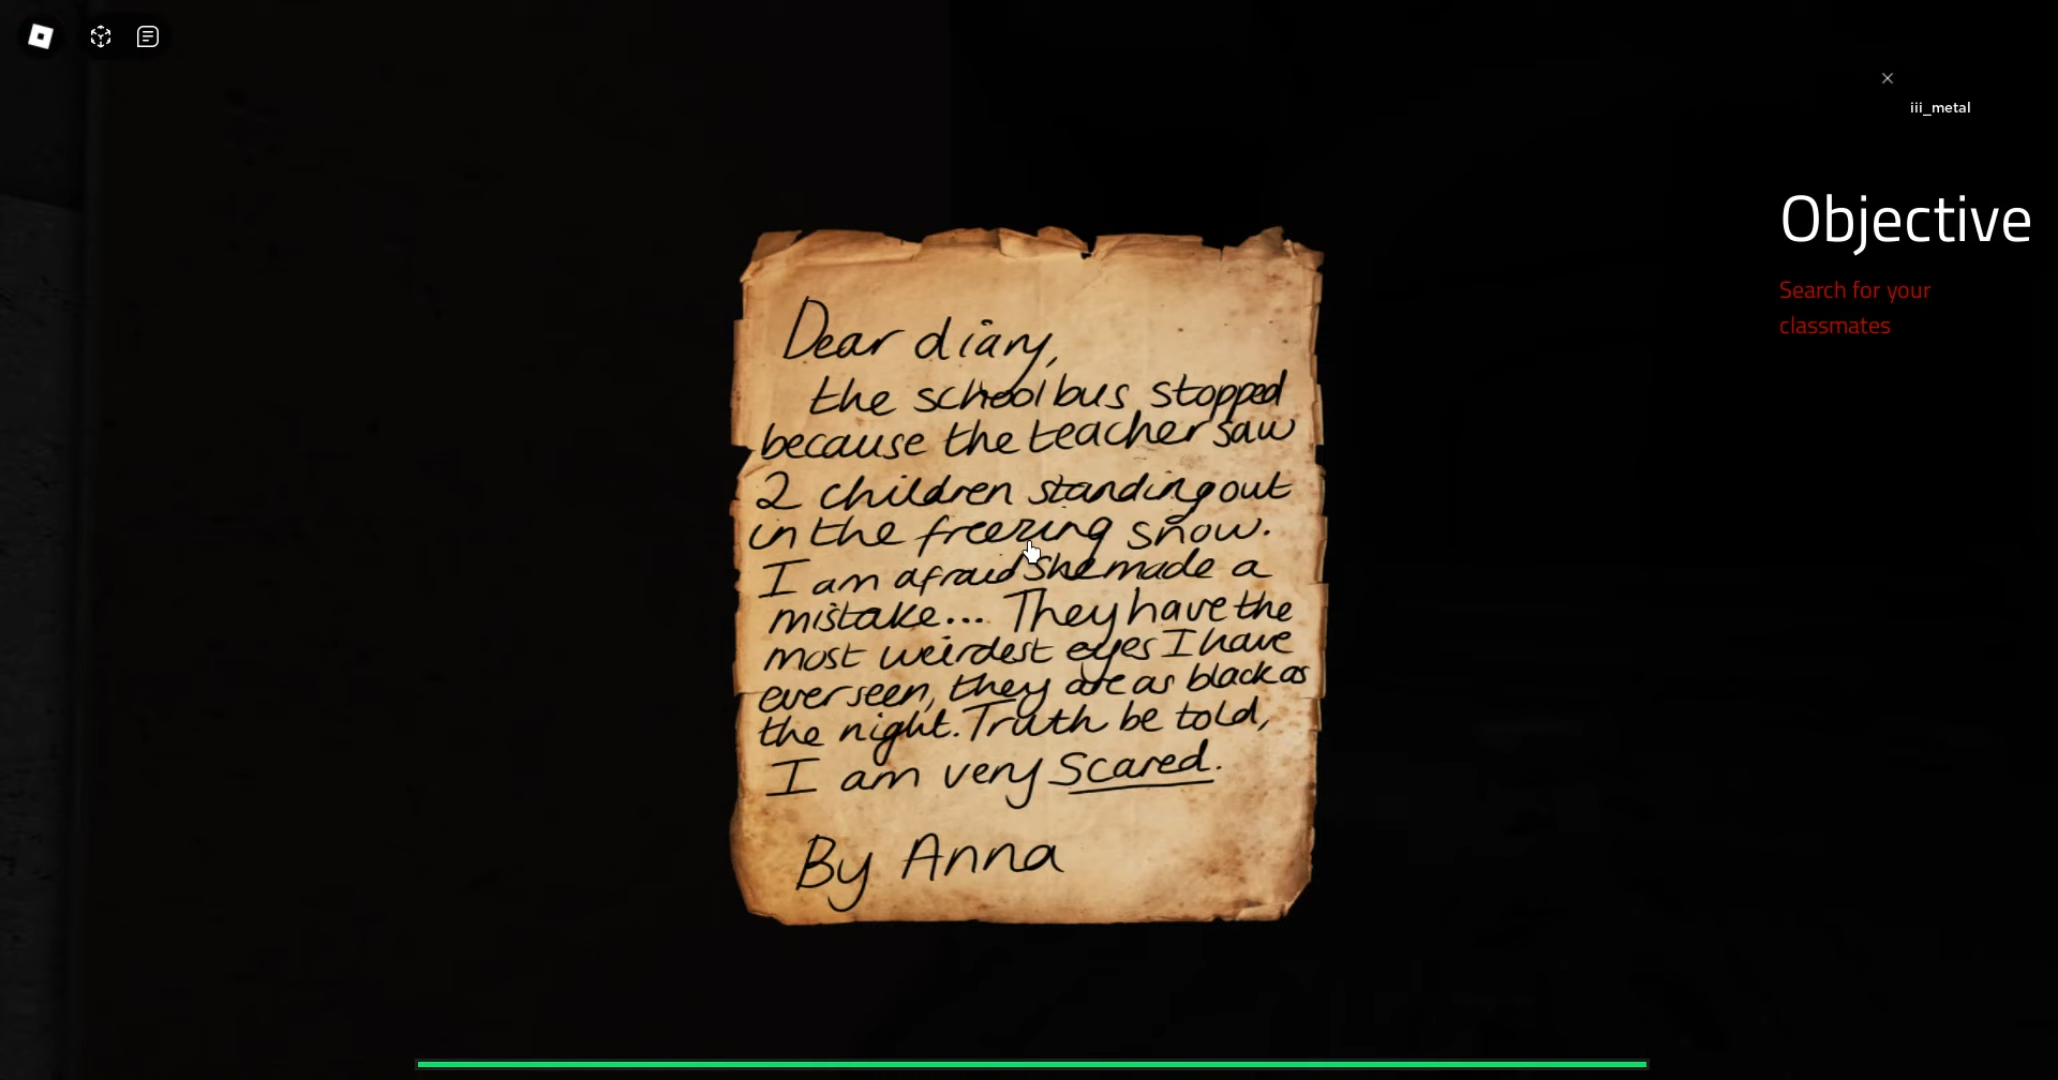 iii_metal
Objective
Search for your
classmates
Dear diary,
the school bus stopped
because the teacher saw
2 children standing out
in the freezing snow.
I am afraid she made a
mistake... They have the
most weirdest eyes I have
ever seen, they are as black as
the night. Truth be told,
I am very Scared.
By Anna